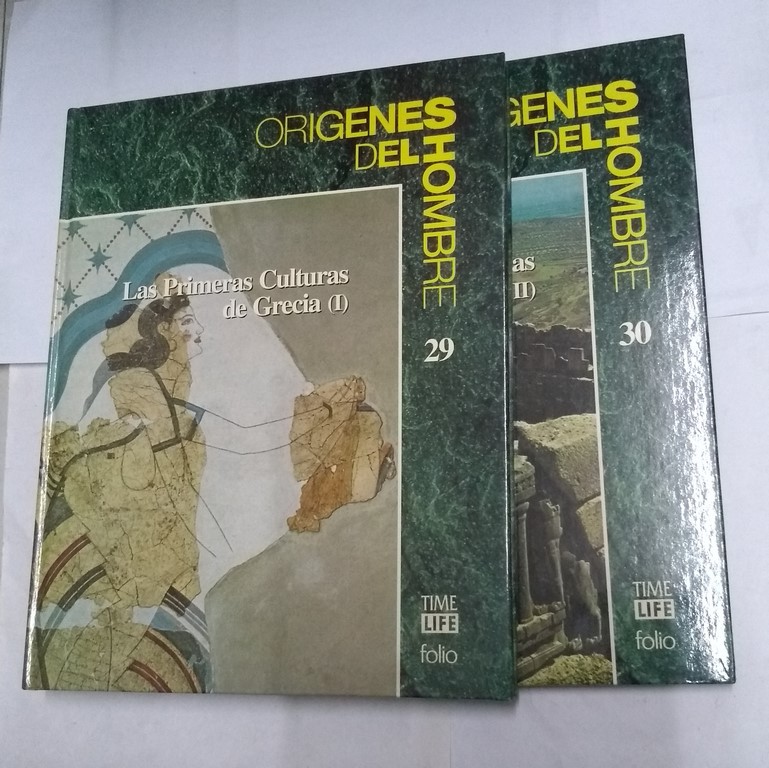 ORIGENES
DEL
HOMBRE
Las Primeras Culturas
de Grecia (I)
29
TIME
LIFE
folio
GENES
DEL
HOMBRE
as
II)
30
TIME
LIFE
folio